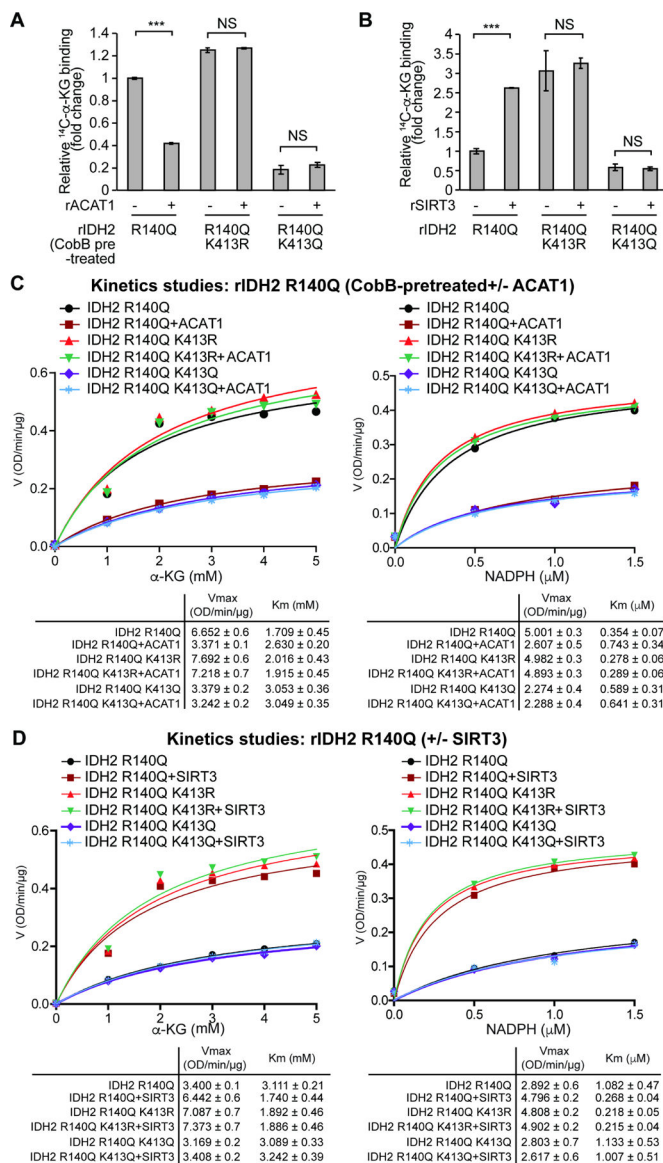 A
B
Relative ¹⁴C-α-KG binding
(fold change)
1.4
1.2
1
0.8
0.6
0.4
0.2
0
***
NS
NS
rACAT1 - + - + - +
rIDH2 R140Q R140Q R140Q
(CobB pre K413R K413Q
-treated
Relative ¹⁴C-α-KG binding
(fold change)
4
3.5
3
2.5
2
1.5
1
0.5
0
***
NS
NS
rSIRT3 - + - + - +
rIDH2 R140Q R140Q R140Q
K413R K413Q
C
Kinetics studies: rIDH2 R140Q (CobB-pretreated+/- ACAT1)
IDH2 R140Q
IDH2 R140Q+ACAT1
IDH2 R140Q K413R
IDH2 R140Q K413R+ACAT1
IDH2 R140Q K413Q
IDH2 R140Q K413Q+ACAT1
V (OD/min/µg)
0.6
0.4
0.2
0.0
0 1 2 3 4 5
α-KG (mM)
IDH2 R140Q
IDH2 R140Q+ACAT1
IDH2 R140Q K413R
IDH2 R140Q K413R+ACAT1
IDH2 R140Q K413Q
IDH2 R140Q K413Q+ACAT1
V (OD/min/µg)
0.4
0.3
0.2
0.1
0.0
0.0 0.5 1.0 1.5
NADPH (µM)
Vmax
(OD/min/µg) Km (mM)
IDH2 R140Q 6.652 ± 0.6 1.709 ± 0.45
IDH2 R140Q+ACAT1 3.371 ± 0.1 2.630 ± 0.20
IDH2 R140Q K413R 7.692 ± 0.6 2.016 ± 0.43
IDH2 R140Q K413R+ACAT1 7.218 ± 0.7 1.915 ± 0.45
IDH2 R140Q K413Q 3.379 ± 0.2 3.053 ± 0.36
IDH2 R140Q K413Q+ACAT1 3.242 ± 0.2 3.049 ± 0.35
Vmax
(OD/min/µg) Km (µM)
IDH2 R140Q 5.001 ± 0.3 0.354 ± 0.07
IDH2 R140Q+ACAT1 2.607 ± 0.5 0.743 ± 0.34
IDH2 R140Q K413R 4.982 ± 0.3 0.278 ± 0.06
IDH2 R140Q K413R+ACAT1 4.893 ± 0.3 0.289 ± 0.06
IDH2 R140Q K413Q 2.274 ± 0.4 0.589 ± 0.31
IDH2 R140Q K413Q+ACAT1 2.288 ± 0.4 0.641 ± 0.31
D
Kinetics studies: rIDH2 R140Q (+/- SIRT3)
IDH2 R140Q
IDH2 R140Q+SIRT3
IDH2 R140Q K413R
IDH2 R140Q K413R+SIRT3
IDH2 R140Q K413Q
IDH2 R140Q K413Q+SIRT3
V (OD/min/µg)
0.6
0.4
0.2
0.0
0 1 2 3 4 5
α-KG (mM)
IDH2 R140Q
IDH2 R140Q+SIRT3
IDH2 R140Q K413R
IDH2 R140Q K413R+SIRT3
IDH2 R140Q K413Q
IDH2 R140Q K413Q+SIRT3
V (OD/min/µg)
0.4
0.3
0.2
0.1
0.0
0.0 0.5 1.0 1.5
NADPH (µM)
Vmax
(OD/min/µg) Km (mM)
IDH2 R140Q 3.400 ± 0.1 3.111 ± 0.21
IDH2 R140Q+SIRT3 6.442 ± 0.6 1.740 ± 0.44
IDH2 R140Q K413R 7.087 ± 0.7 1.892 ± 0.46
IDH2 R140Q K413R+SIRT3 7.373 ± 0.7 1.886 ± 0.46
IDH2 R140Q K413Q 3.169 ± 0.2 3.089 ± 0.33
IDH2 R140Q K413Q+SIRT3 3.408 ± 0.2 3.242 ± 0.39
Vmax
(OD/min/µg) Km (µM)
IDH2 R140Q 2.892 ± 0.6 1.082 ± 0.47
IDH2 R140Q+SIRT3 4.796 ± 0.2 0.268 ± 0.04
IDH2 R140Q K413R 4.808 ± 0.2 0.218 ± 0.05
IDH2 R140Q K413R+SIRT3 4.902 ± 0.2 0.215 ± 0.04
IDH2 R140Q K413Q 2.803 ± 0.7 1.133 ± 0.53
IDH2 R140Q K413Q+SIRT3 2.617 ± 0.6 1.007 ± 0.51